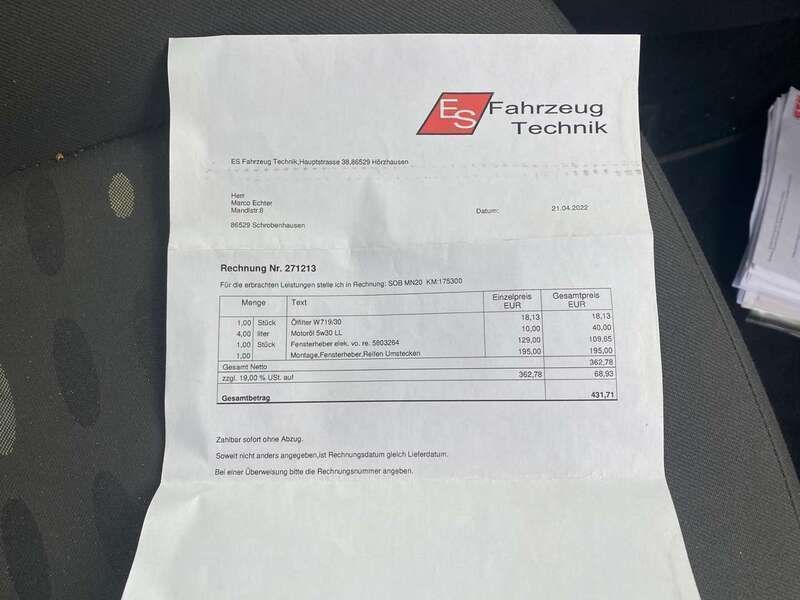 ES Fahrzeug
Technik
ES Fahrzeug Technik,Hauptstrasse 38,86529 Hörzhausen
Herr
Marco Echter
Mandlstr.8
Datum: 21.04.2022
86529 Schrobenhausen
Rechnung Nr. 271213
Für die erbrachten Leistungen stelle ich in Rechnung: SOB MN20 KM:175300
Menge Text Einzelpreis EUR Gesamtpreis EUR
1,00 Stück Ölfilter W719/30 18,13 18,13
4,00 liter Motoröl 5w30 LL 10,00 40,00
1,00 Stück Fensterheber elek. vo. re. 5803264 129,00 109,65
1,00 Montage,Fensterheber,Reifen Umstecken 195,00 195,00
Gesamt Netto 362,78
zzgl. 19,00 % USt. auf 362,78 68,93
Gesamtbetrag 431,71
Zahlbar sofort ohne Abzug.
Soweit nicht anders angegeben,ist Rechnungsdatum gleich Lieferdatum.
Bei einer Überweisung bitte die Rechnungsnummer angeben.